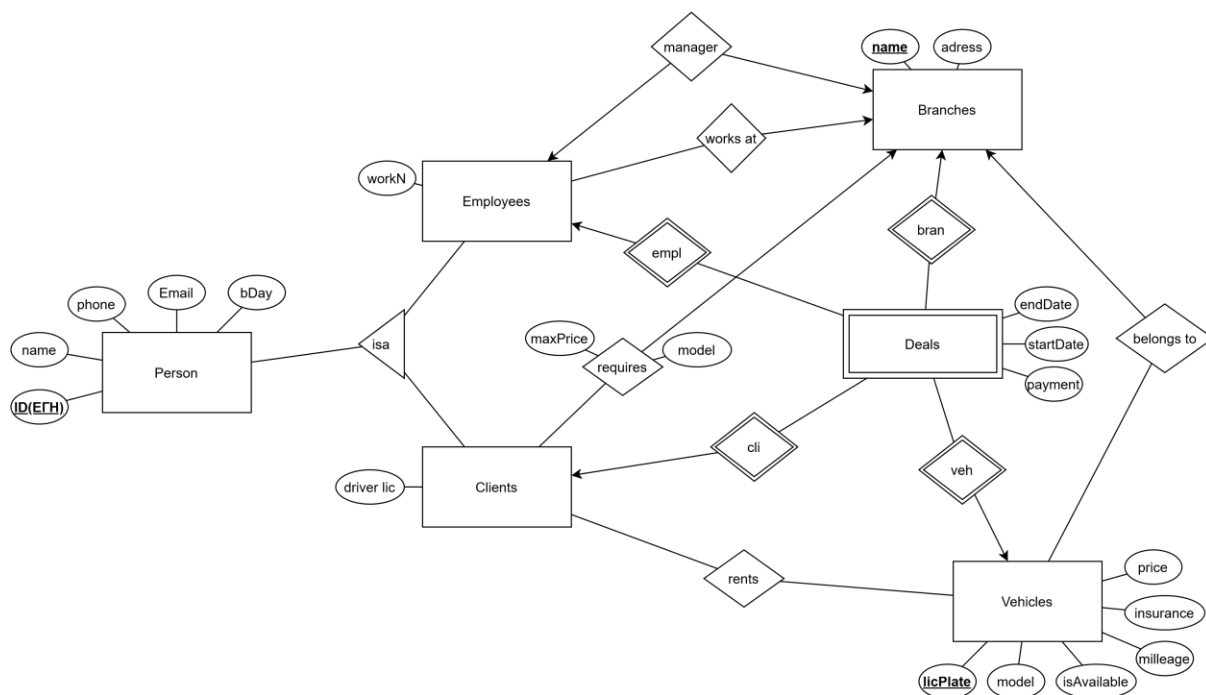 manager
name
adress
Branches
works at
workN
Employees
empl
bran
phone
Email
bDay
name
isa
Person
ID(ЕГН)
maxPrice
model
requires
Deals
endDate
startDate
payment
belongs to
driver lic
Clients
cli
veh
rents
Vehicles
price
insurance
milleage
licPlate
model
isAvailable